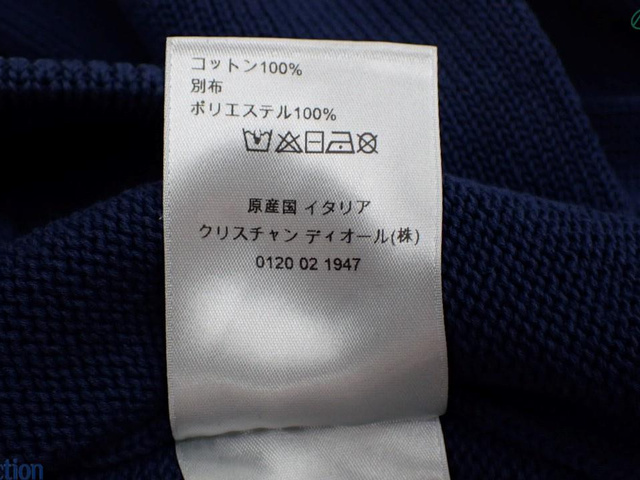 コットン100%
別布
ポリエステル100%
原産国 イタリア
クリスチャン ディオール(株)
0120 02 1947
ction